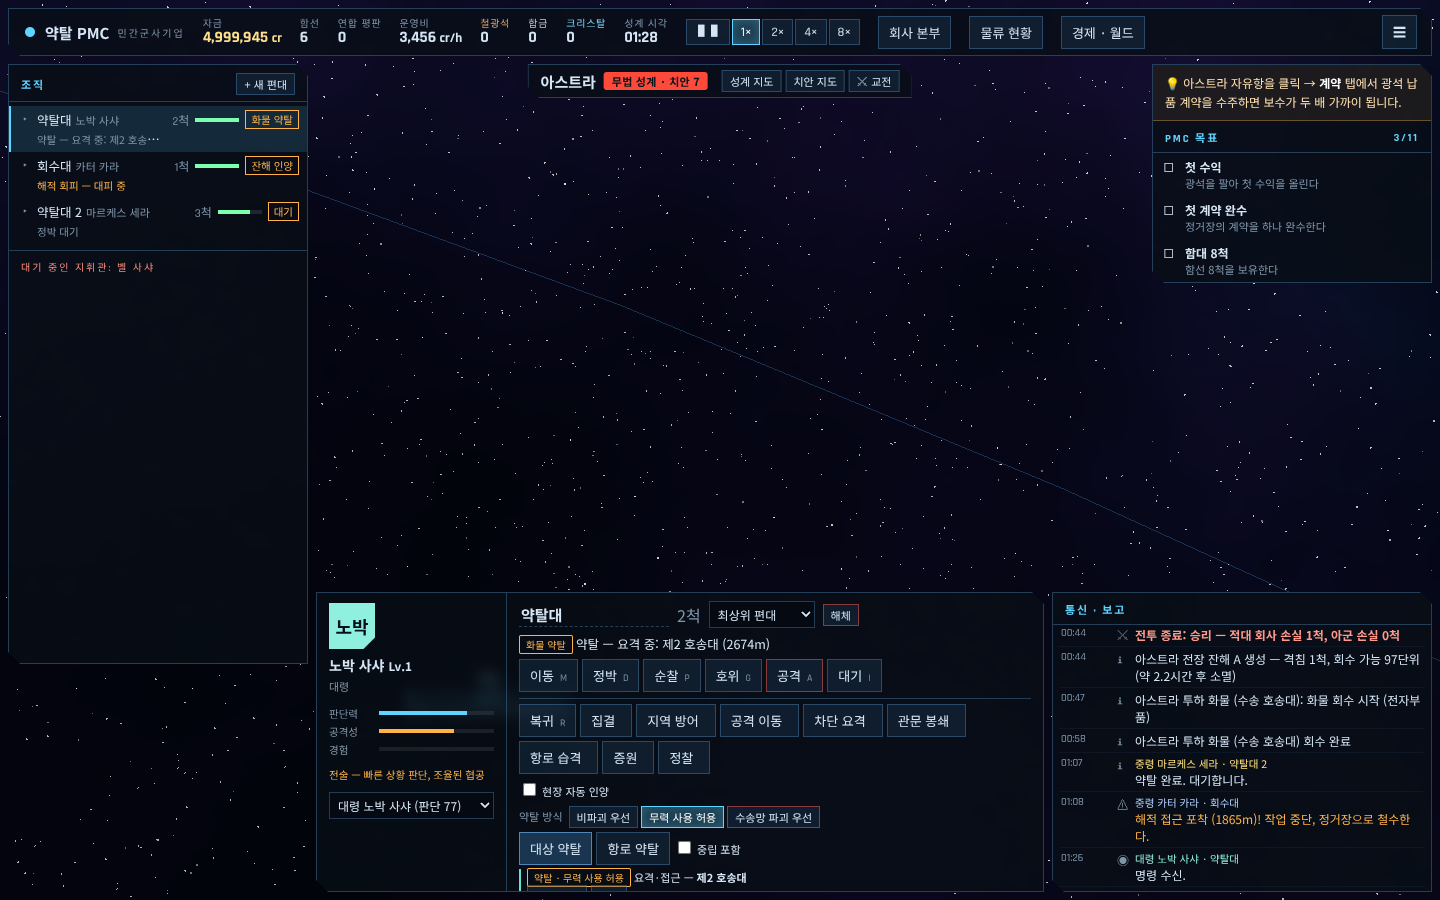 약탈 PMC 민간군사기업
자금 4,999,945 cr
함선 6
연합 평판 0
운영비 3,456 cr/h
철광석 0
합금 0
크리스탈 0
성계 시각 01:28
1× 2× 4× 8×
회사 본부
물류 현황
경제 · 월드
☰
조직
+ 새 편대
약탈대 노박 사샤 2척 화물 약탈
약탈 — 요격 중: 제2 호송…
회수대 카터 카라 1척 잔해 인양
해적 회피 — 대피 중
약탈대 2 마르케스 세라 3척 대기
정박 대기
대기 중인 지휘관: 벨 사샤
아스트라 무법 성계 · 치안 7 성계 지도 치안 지도 ⚔ 교전
💡 아스트라 자유항을 클릭 → 계약 탭에서 광석 납
품 계약을 수주하면 보수가 두 배 가까이 됩니다.
PMC 목표 3/11
첫 수익
광석을 팔아 첫 수익을 올린다
첫 계약 완수
정거장의 계약을 하나 완수한다
함대 8척
함선 8척을 보유한다
노박
노박 사샤 Lv.1
대령
판단력
공격성
경험
전술 — 빠른 상황 판단, 조율된 협공
대령 노박 사샤 (판단 77)
약탈대 2척 최상위 편대 해체
화물 약탈 약탈 — 요격 중: 제2 호송대 (2674m)
이동 M 정박 D 순찰 P 호위 G 공격 A 대기 I
복귀 R 집결 지역 방어 공격 이동 차단 요격 관문 봉쇄
항로 습격 증원 정찰
현장 자동 인양
약탈 방식 비파괴 우선 무력 사용 허용 수송망 파괴 우선
대상 약탈 항로 약탈 중립 포함
약탈 · 무력 사용 허용 요격·접근 — 제2 호송대
통신 · 보고
00:44 ⚔ 전투 종료: 승리 — 적대 회사 손실 1척, 아군 손실 0척
00:44 ℹ 아스트라 전장 잔해 A 생성 — 격침 1척, 회수 가능 97단위
(약 2.2시간 후 소멸)
00:47 ℹ 아스트라 투하 화물 (수송 호송대): 화물 회수 시작 (전자부
품)
00:58 ℹ 아스트라 투하 화물 (수송 호송대) 회수 완료
01:07 ℹ 중령 마르케스 세라 · 약탈대 2
약탈 완료. 대기합니다.
01:08 ⚠ 중령 카터 카라 · 회수대
해적 접근 포착 (1865m)! 작업 중단, 정거장으로 철수한
다.
01:26 ◉ 대령 노박 사샤 · 약탈대
명령 수신.